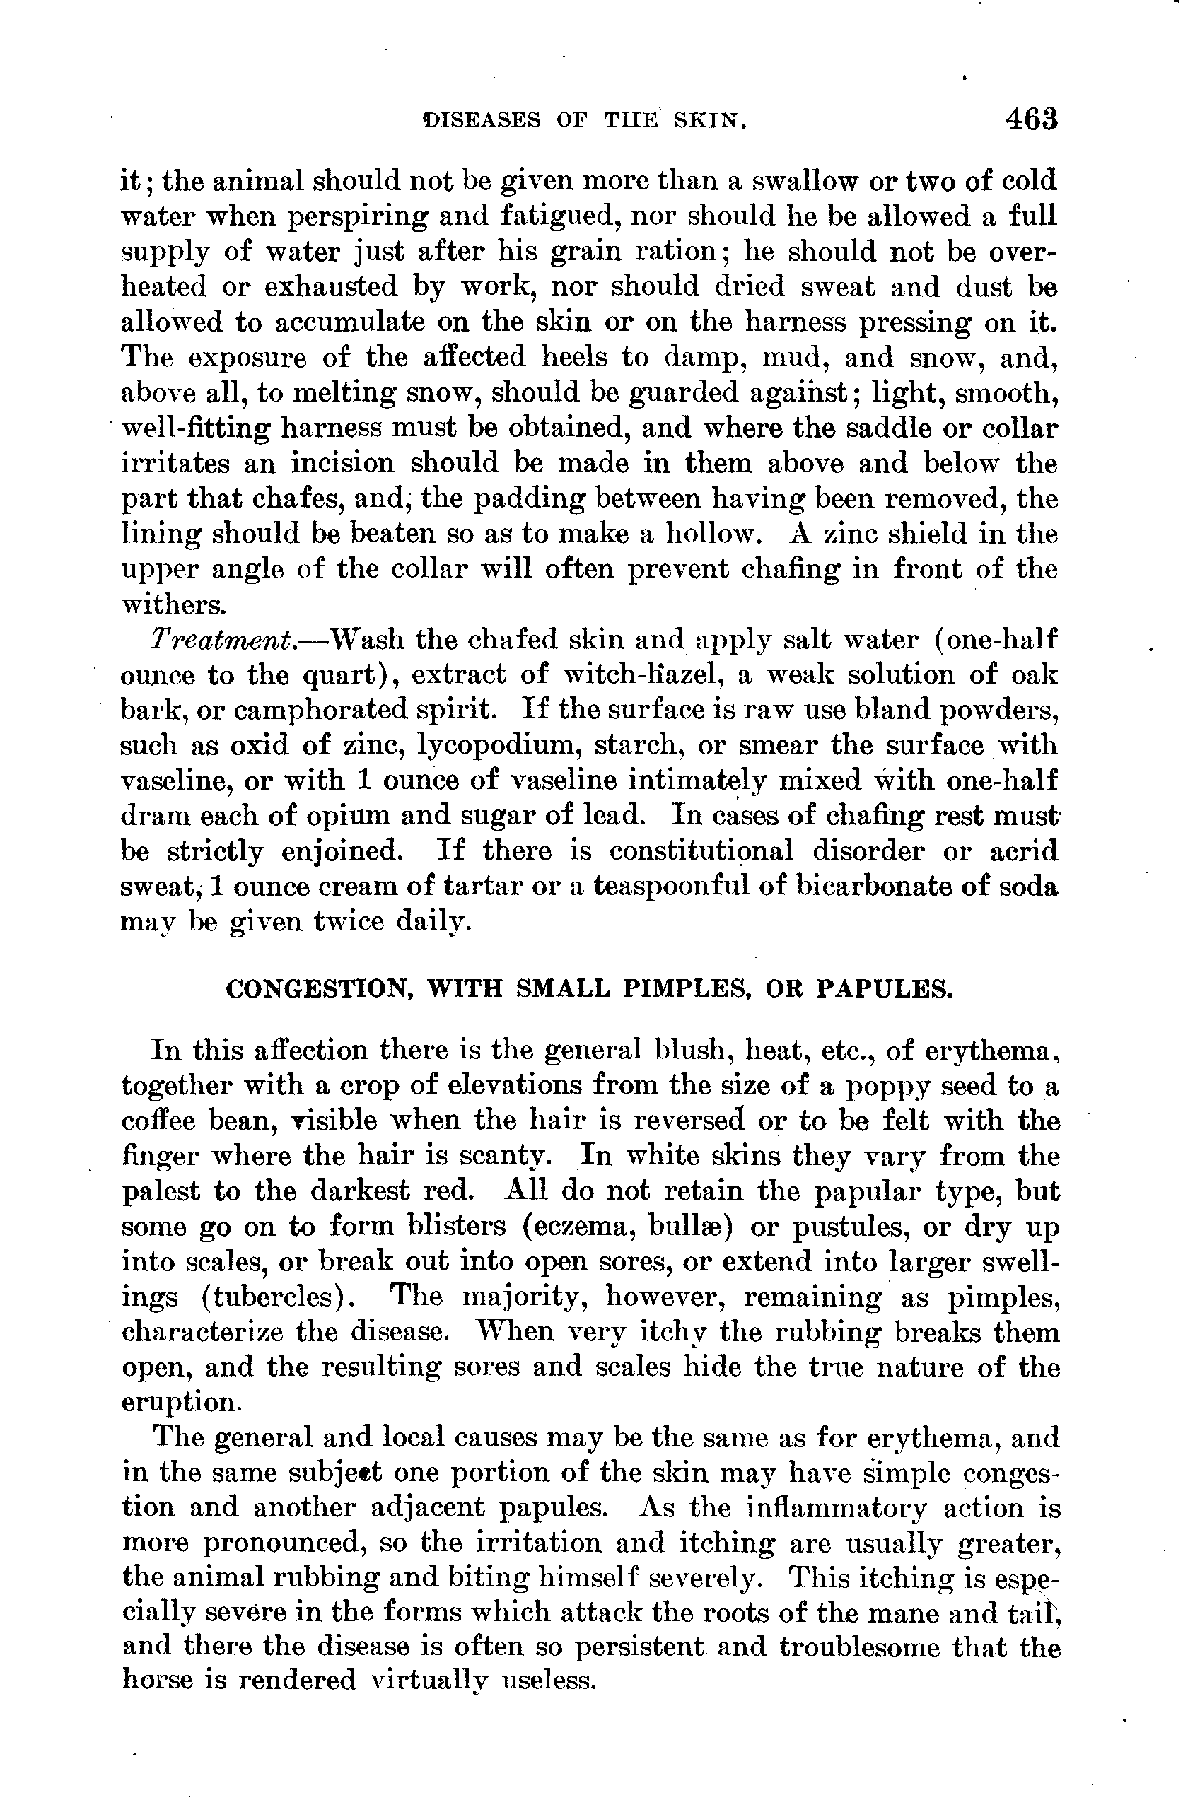 DISEASES OF THE SKIN. 463
it; the animal should not be given more than a swallow or two of cold
water when perspiring and fatigued, nor should he be allowed a full
supply of water just after his grain ration; he should not be over-
heated or exhausted by work, nor should dried sweat and dust be
allowed to accumulate on the skin or on the harness pressing on it.
The exposure of the affected heels to damp, mud, and snow, and,
above all, to melting snow, should be guarded against; light, smooth,
well-fitting harness must be obtained, and where the saddle or collar
irritates an incision should be made in them above and below the
part that chafes, and, the padding between having been removed, the
lining should be beaten so as to make a hollow. A zinc shield in the
upper angle of the collar will often prevent chafing in front of the
withers.
Treatment.—Wash the chafed skin and apply salt water (one-half
ounce to the quart), extract of witch-hazel, a weak solution of oak
bark, or camphorated spirit. If the surface is raw use bland powders,
such as oxid of zinc, lycopodium, starch, or smear the surface with
vaseline, or with 1 ounce of vaseline intimately mixed with one-half
dram each of opium and sugar of lead. In cases of chafing rest must
be strictly enjoined. If there is constitutional disorder or acrid
sweat, 1 ounce cream of tartar or a teaspoonful of bicarbonate of soda
may be given twice daily.
CONGESTION, WITH SMALL PIMPLES, OR PAPULES.
In this affection there is the general blush, heat, etc., of erythema,
together with a crop of elevations from the size of a poppy seed to a
coffee bean, visible when the hair is reversed or to be felt with the
finger where the hair is scanty. In white skins they vary from the
palest to the darkest red. All do not retain the papular type, but
some go on to form blisters (eczema, bullæ) or pustules, or dry up
into scales, or break out into open sores, or extend into larger swell-
ings (tubercles). The majority, however, remaining as pimples,
characterize the disease. When very itchy the rubbing breaks them
open, and the resulting sores and scales hide the true nature of the
eruption.
The general and local causes may be the same as for erythema, and
in the same subject one portion of the skin may have simple conges-
tion and another adjacent papules. As the inflammatory action is
more pronounced, so the irritation and itching are usually greater,
the animal rubbing and biting himself severely. This itching is espe-
cially severe in the forms which attack the roots of the mane and tail,
and there the disease is often so persistent and troublesome that the
horse is rendered virtually useless.